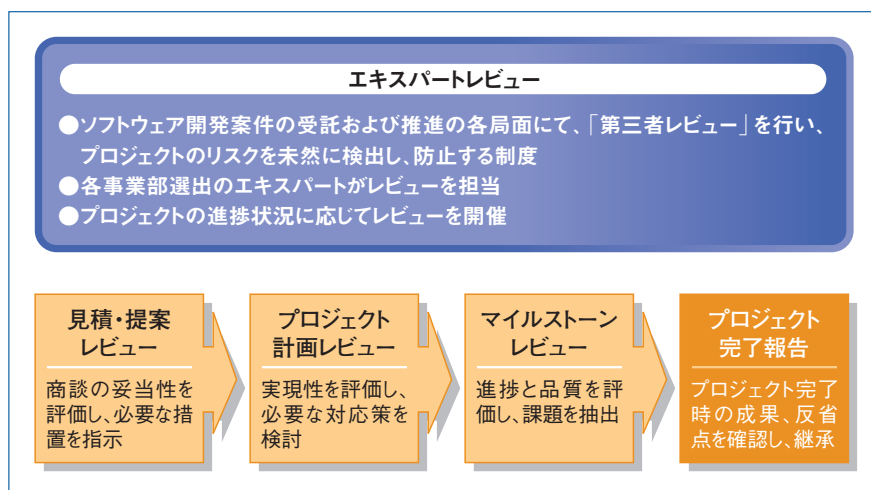 エキスパートレビュー
●ソフトウェア開発案件の受託および推進の各局面にて、「第三者レビュー」を行い、
プロジェクトのリスクを未然に検出し、防止する制度
●各事業部選出のエキスパートがレビューを担当
●プロジェクトの進捗状況に応じてレビューを開催
見積・提案
レビュー
商談の妥当性を
評価し、必要な措
置を指示
プロジェクト
計画レビュー
実現性を評価し、
必要な対応策を
検討
マイルストーン
レビュー
進捗と品質を評
価し、課題を抽出
プロジェクト
完了報告
プロジェクト完了
時の成果、反省
点を確認し、継承